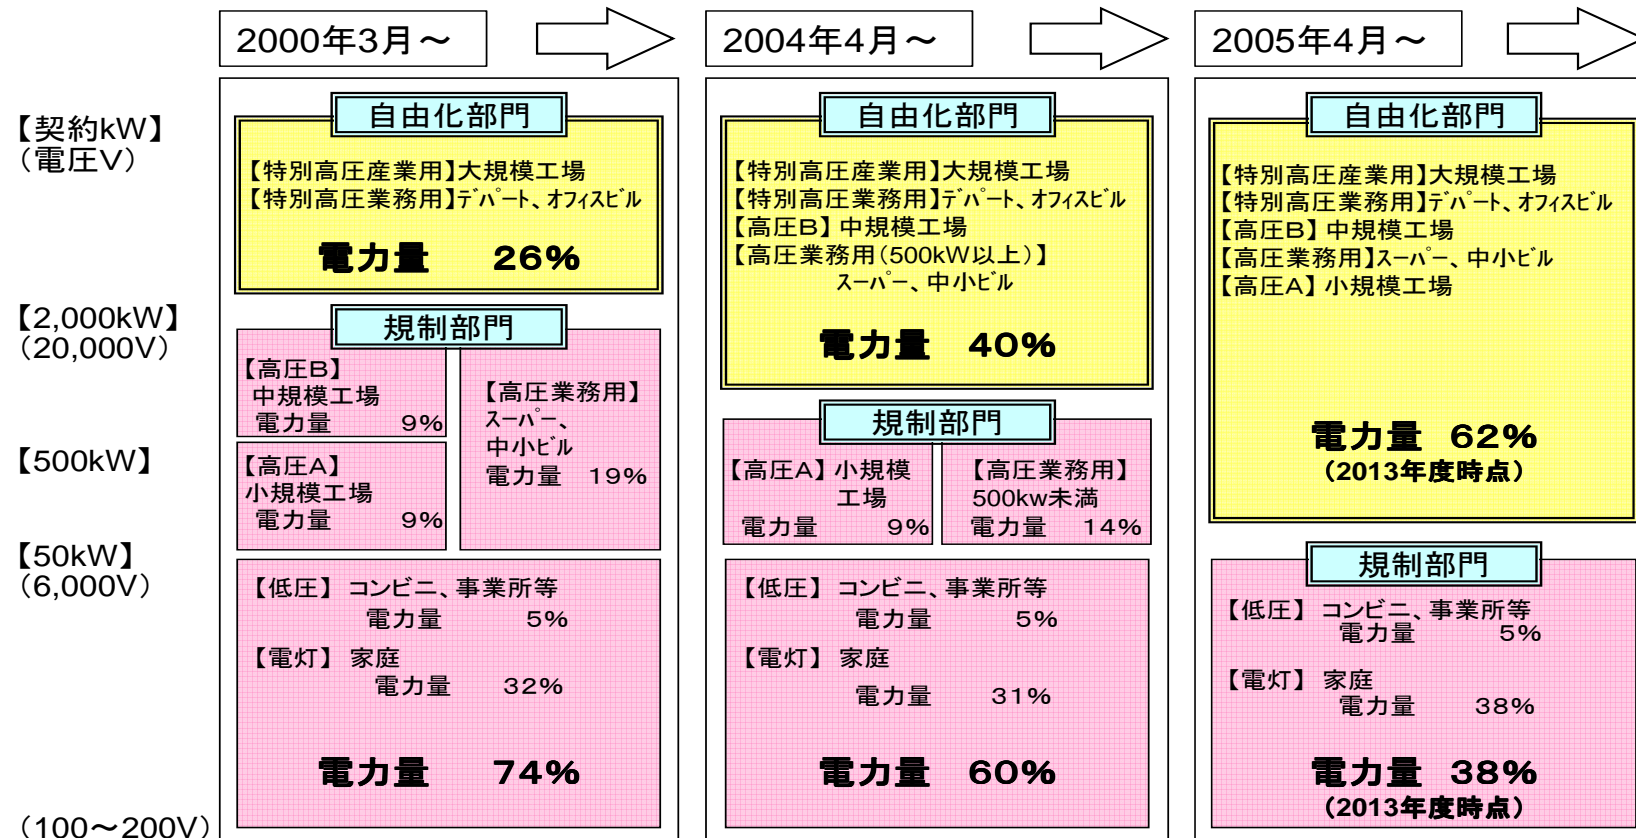 2000年3月～
2004年4月～
2005年4月～
【契約kW】
（電圧V）
【2,000kW】
（20,000V）
【500kW】
【50kW】
（6,000V）
（100～200V）
自由化部門
【特別高圧産業用】大規模工場
【特別高圧業務用】ﾃﾞﾊﾟｰﾄ、ｵﾌｨｽﾋﾞﾙ
電力量 26%
規制部門
【高圧B】
中規模工場
電力量 9%
【高圧A】
小規模工場
電力量 9%
【高圧業務用】
ｽｰﾊﾟｰ、
中小ﾋﾞﾙ
電力量 19%
【低圧】 コンビニ、事業所等
電力量 5%
【電灯】 家庭
電力量 32%
電力量 74%
自由化部門
【特別高圧産業用】大規模工場
【特別高圧業務用】ﾃﾞﾊﾟｰﾄ、ｵﾌｨｽﾋﾞﾙ
【高圧B】 中規模工場
【高圧業務用（500kW以上）】
ｽｰﾊﾟｰ、中小ﾋﾞﾙ
電力量 40%
規制部門
【高圧A】 小規模
工場
電力量 9%
【高圧業務用】
500kw未満
電力量 14%
【低圧】 コンビニ、事業所等
電力量 5%
【電灯】 家庭
電力量 31%
電力量 60%
自由化部門
【特別高圧産業用】大規模工場
【特別高圧業務用】ﾃﾞﾊﾟｰﾄ、ｵﾌｨｽﾋﾞﾙ
【高圧B】 中規模工場
【高圧業務用】ｽｰﾊﾟｰ、中小ﾋﾞﾙ
【高圧A】 小規模工場
電力量 62%
（2013年度時点）
規制部門
【低圧】 コンビニ、事業所等
電力量 5%
【電灯】 家庭
電力量 38%
電力量 38%
（2013年度時点）